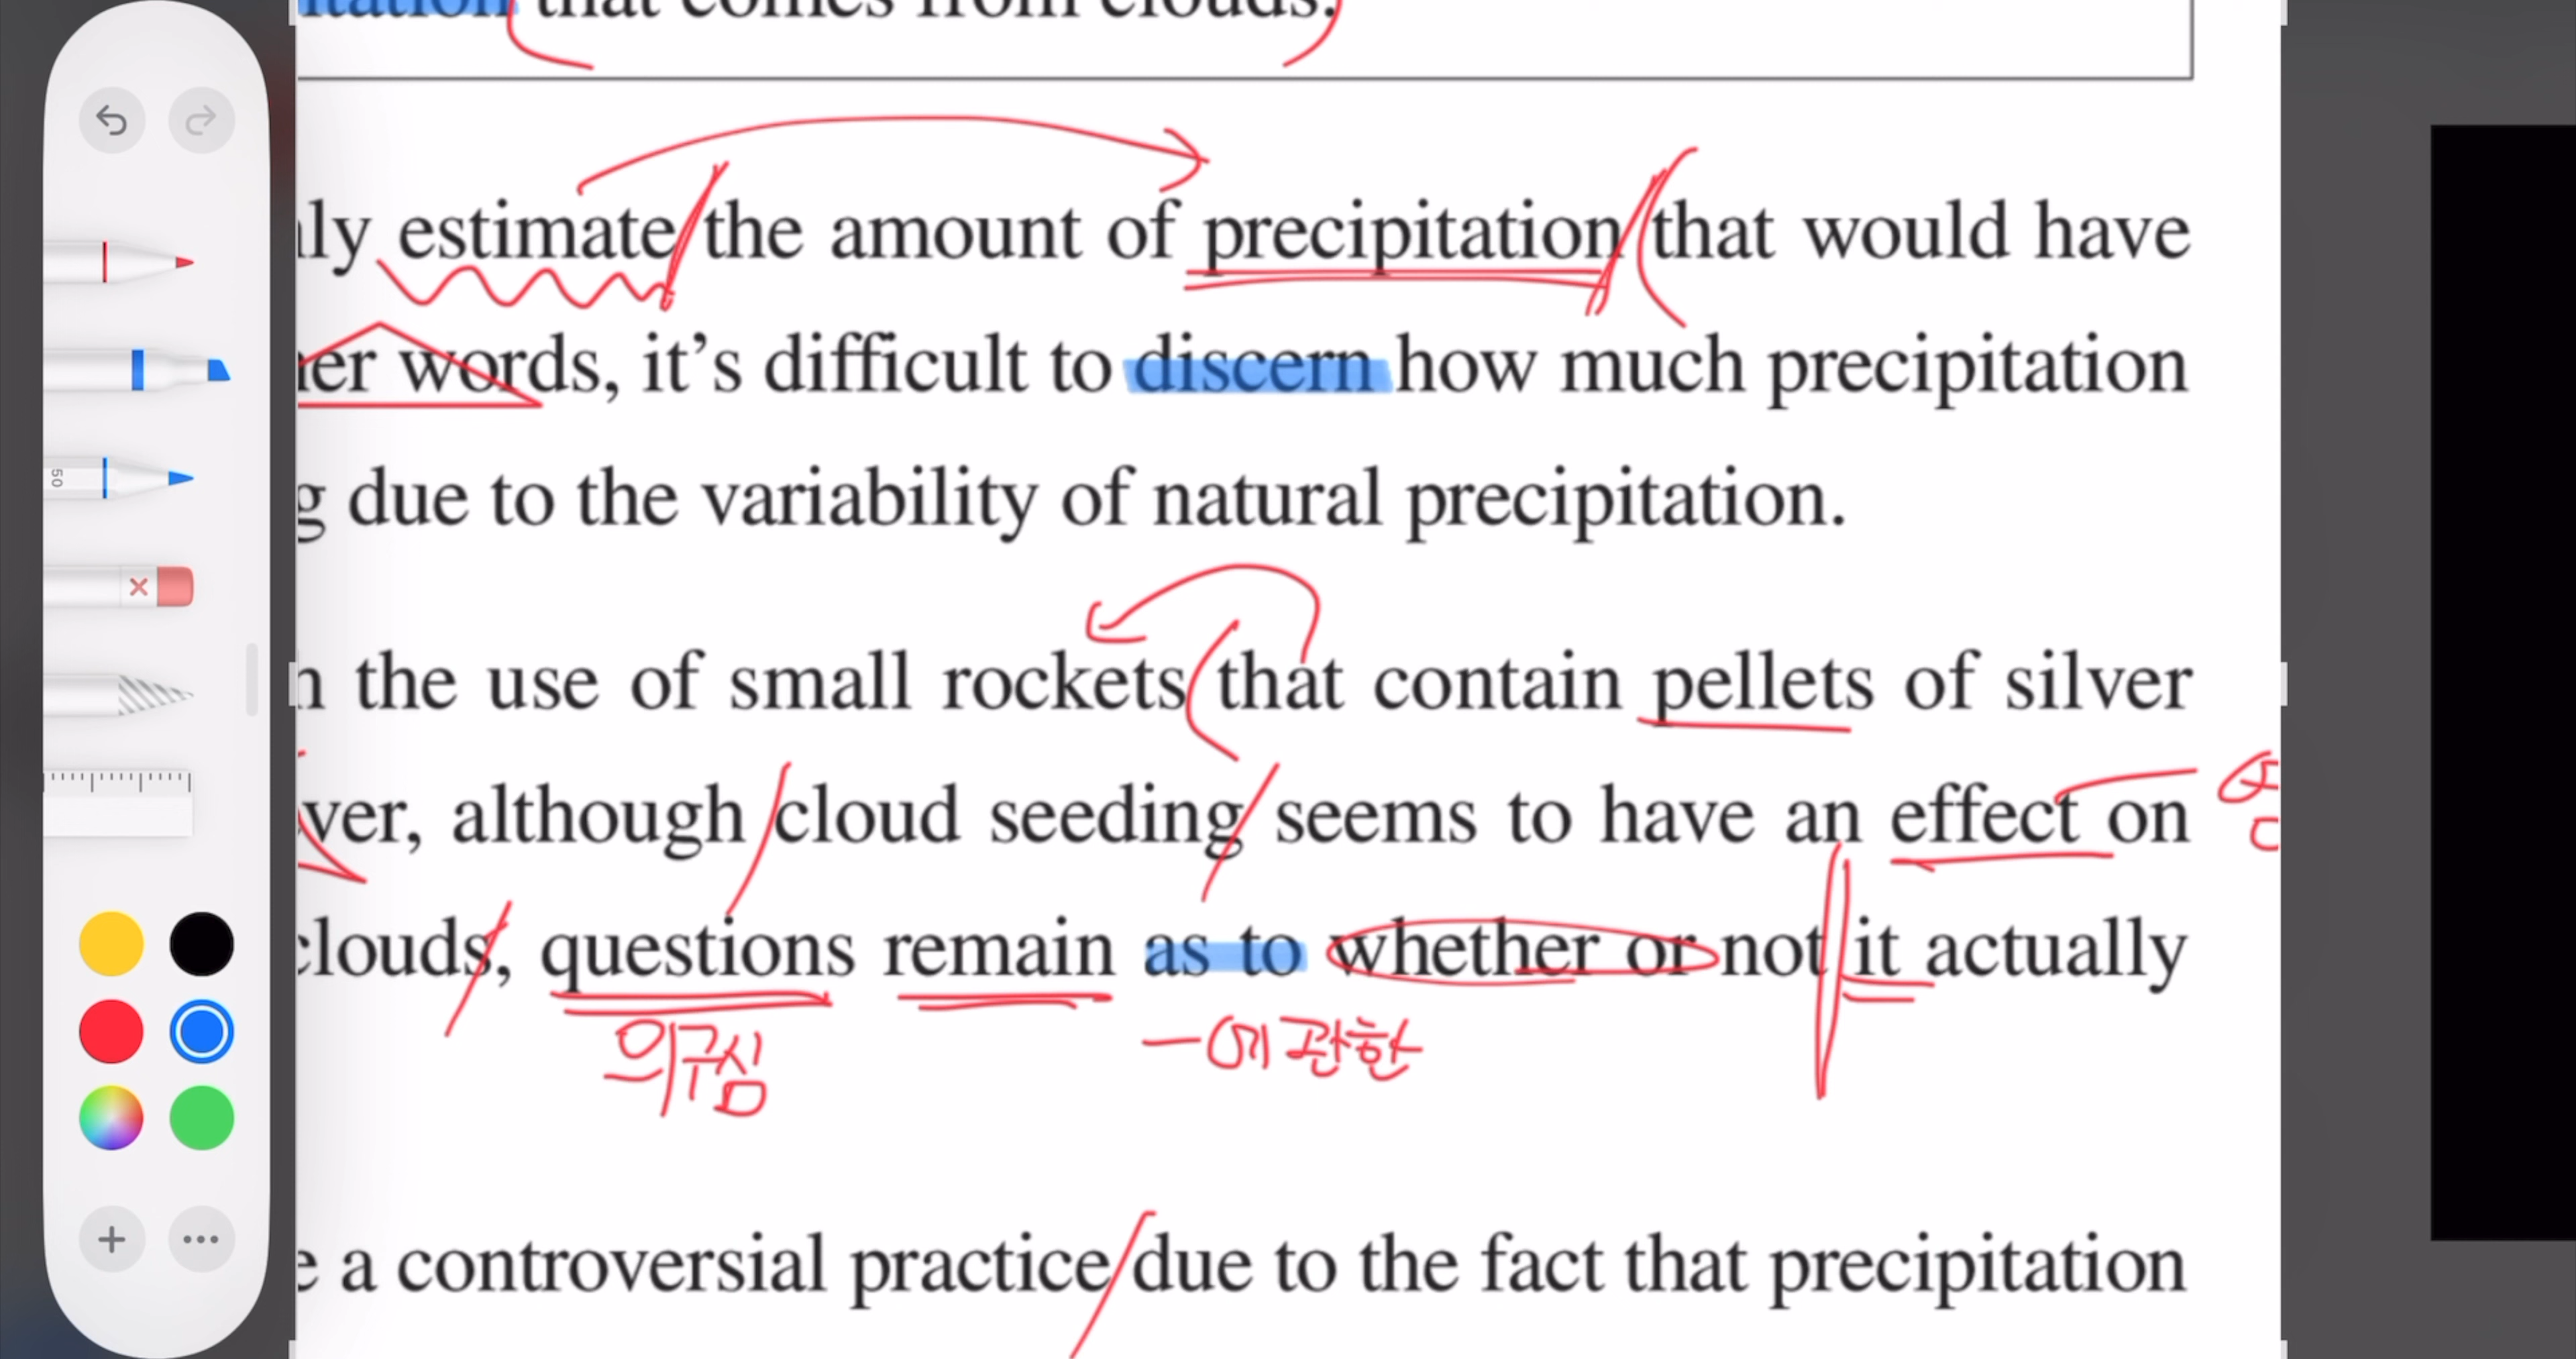 that comes from clouds.
estimate the amount of precipitation that would have
words, it's difficult to discern how much precipitation
due to the variability of natural precipitation.
the use of small rockets that contain pellets of silver
although cloud seeding seems to have an effect on
clouds, questions remain as to whether or not it actually
의구심 ~에 관한
a controversial practice due to the fact that precipitation
50